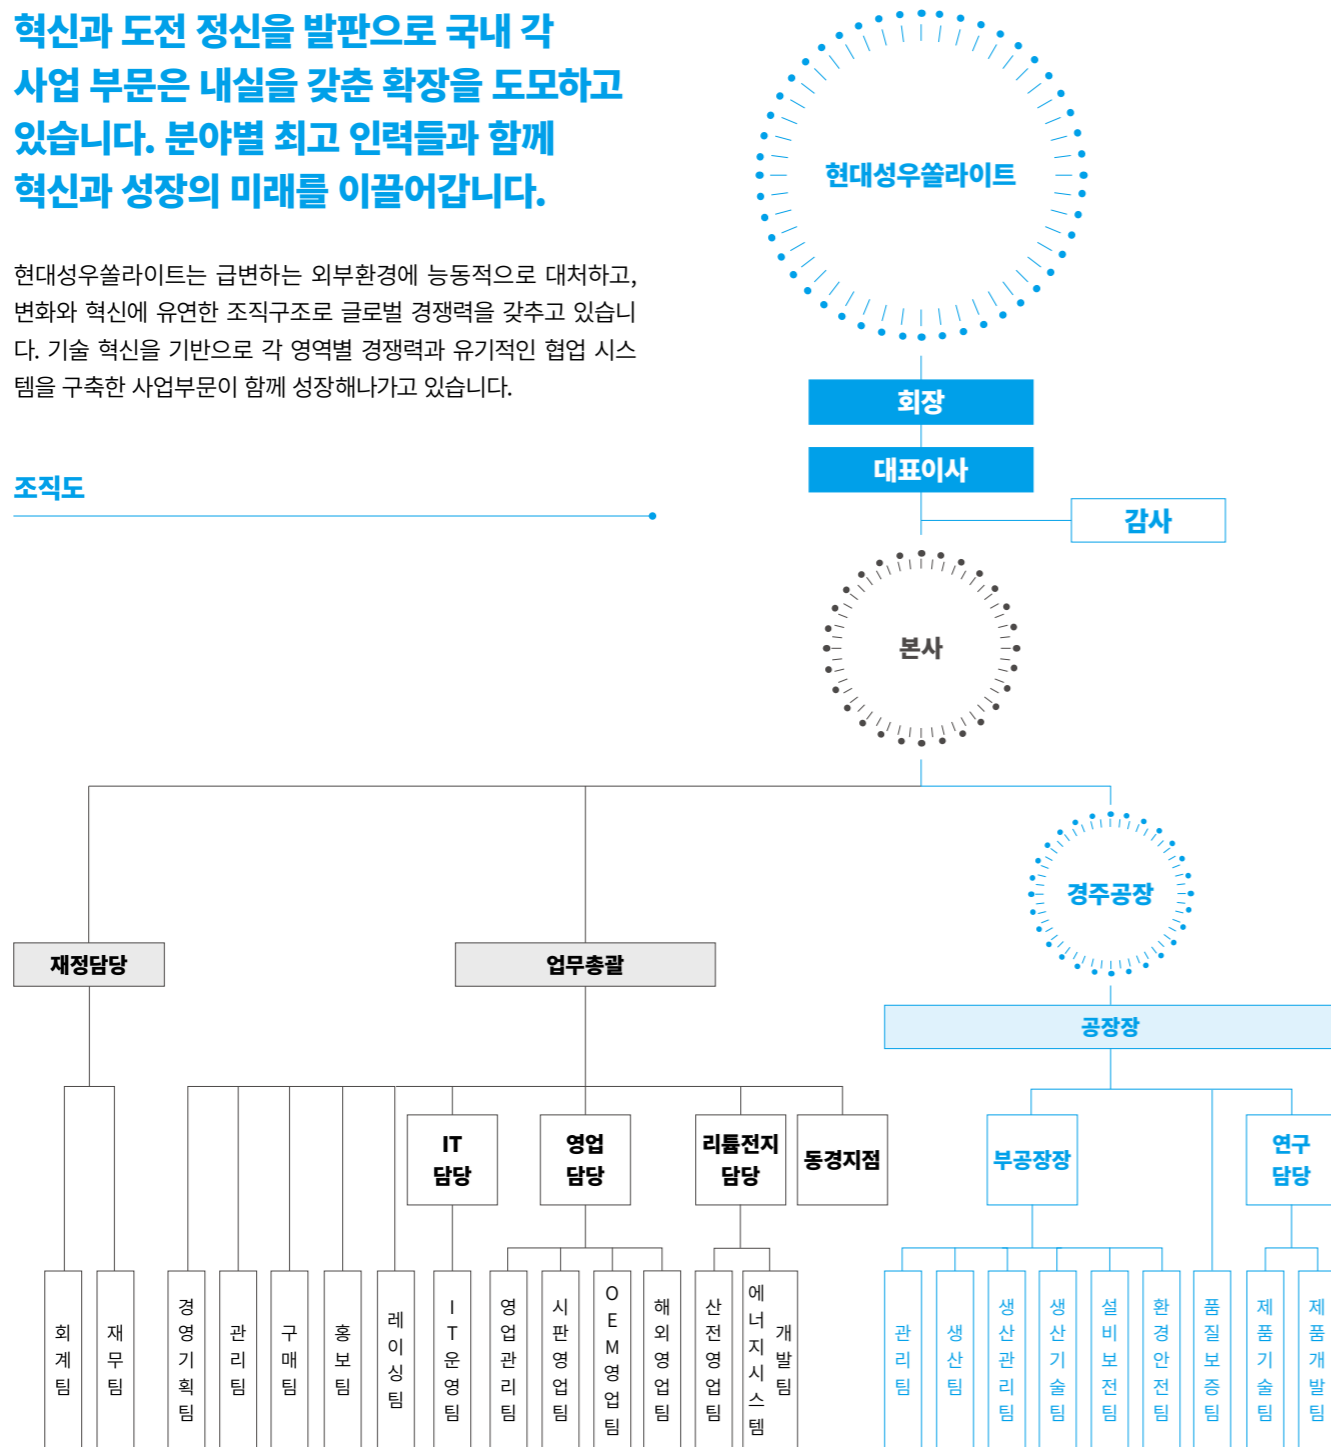 혁신과 도전 정신을 발판으로 국내 각
사업 부문은 내실을 갖춘 확장을 도모하고
있습니다. 분야별 최고 인력들과 함께
혁신과 성장의 미래를 이끌어갑니다.
현대성우쏠라이트는 급변하는 외부환경에 능동적으로 대처하고,
변화와 혁신에 유연한 조직구조로 글로벌 경쟁력을 갖추고 있습니
다. 기술 혁신을 기반으로 각 영역별 경쟁력과 유기적인 협업 시스
템을 구축한 사업부문이 함께 성장해나가고 있습니다.
조직도
현대성우쏠라이트
회장
대표이사
감사
본사
경주공장
재정담당
업무총괄
공장장
IT
담당
영업
담당
리튬전지
담당
동경지점
부공장장
연구
담당
회계팀
재무팀
경영기획팀
관리팀
구매팀
홍보팀
레이싱팀
IT운영팀
영업관리팀
시판영업팀
OEM영업팀
해외영업팀
산전영업팀
에너지시스템
개발팀
관리팀
생산팀
생산관리팀
생산기술팀
설비보전팀
환경안전팀
품질보증팀
제품기술팀
제품개발팀